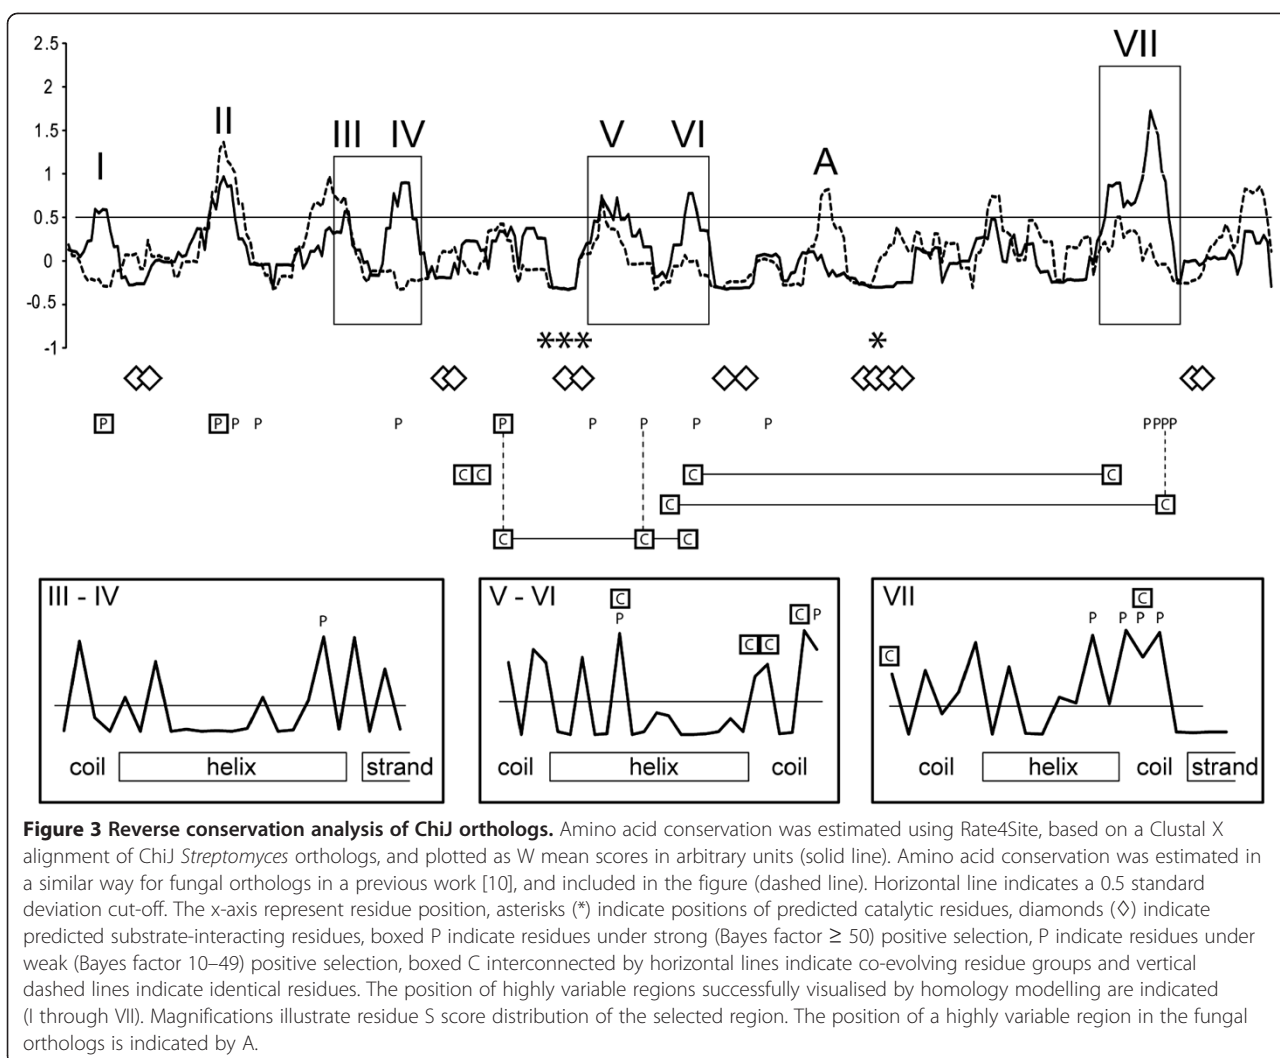 2.5
2
1.5
1
0.5
0
-0.5
-1
I
II
III
IV
V
VI
A
VII
*** *
P P P P P P P P P P P P P P
C C C C
C C
C C C
III - IV
P
coil helix strand
V - VI
C
P
C C C P
coil helix coil
VII
C
C
P P P P
coil helix coil strand
Figure 3 Reverse conservation analysis of ChiJ orthologs. Amino acid conservation was estimated using Rate4Site, based on a Clustal X
alignment of ChiJ Streptomyces orthologs, and plotted as W mean scores in arbitrary units (solid line). Amino acid conservation was estimated in
a similar way for fungal orthologs in a previous work [10], and included in the figure (dashed line). Horizontal line indicates a 0.5 standard
deviation cut-off. The x-axis represent residue position, asterisks (*) indicate positions of predicted catalytic residues, diamonds (◊) indicate
predicted substrate-interacting residues, boxed P indicate residues under strong (Bayes factor ≥ 50) positive selection, P indicate residues under
weak (Bayes factor 10–49) positive selection, boxed C interconnected by horizontal lines indicate co-evolving residue groups and vertical
dashed lines indicate identical residues. The position of highly variable regions successfully visualised by homology modelling are indicated
(I through VII). Magnifications illustrate residue S score distribution of the selected region. The position of a highly variable region in the fungal
orthologs is indicated by A.